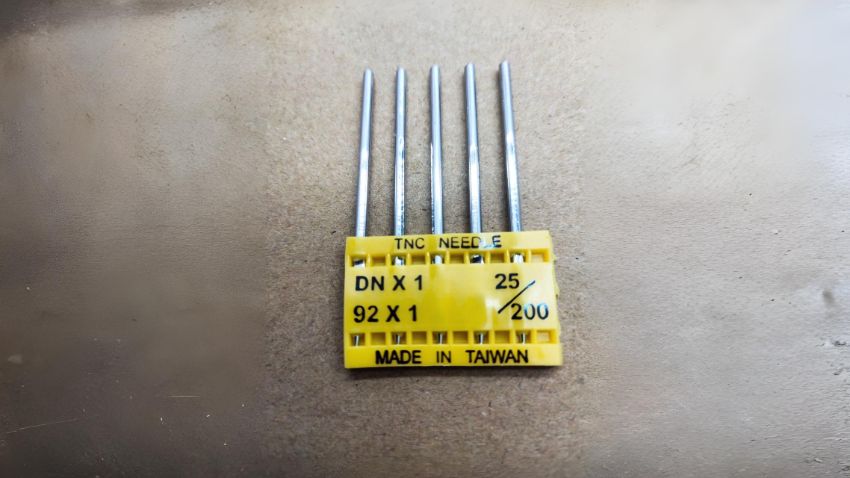 TNC NEEDLE
DN X 1 25/200
92 X 1
MADE IN TAIWAN